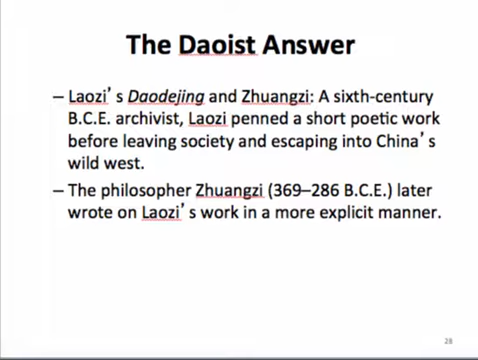 The Daoist Answer
– Laozi's Daodejing and Zhuangzi: A sixth-century
B.C.E. archivist, Laozi penned a short poetic work
before leaving society and escaping into China's
wild west.
– The philosopher Zhuangzi (369–286 B.C.E.) later
wrote on Laozi's work in a more explicit manner.
28